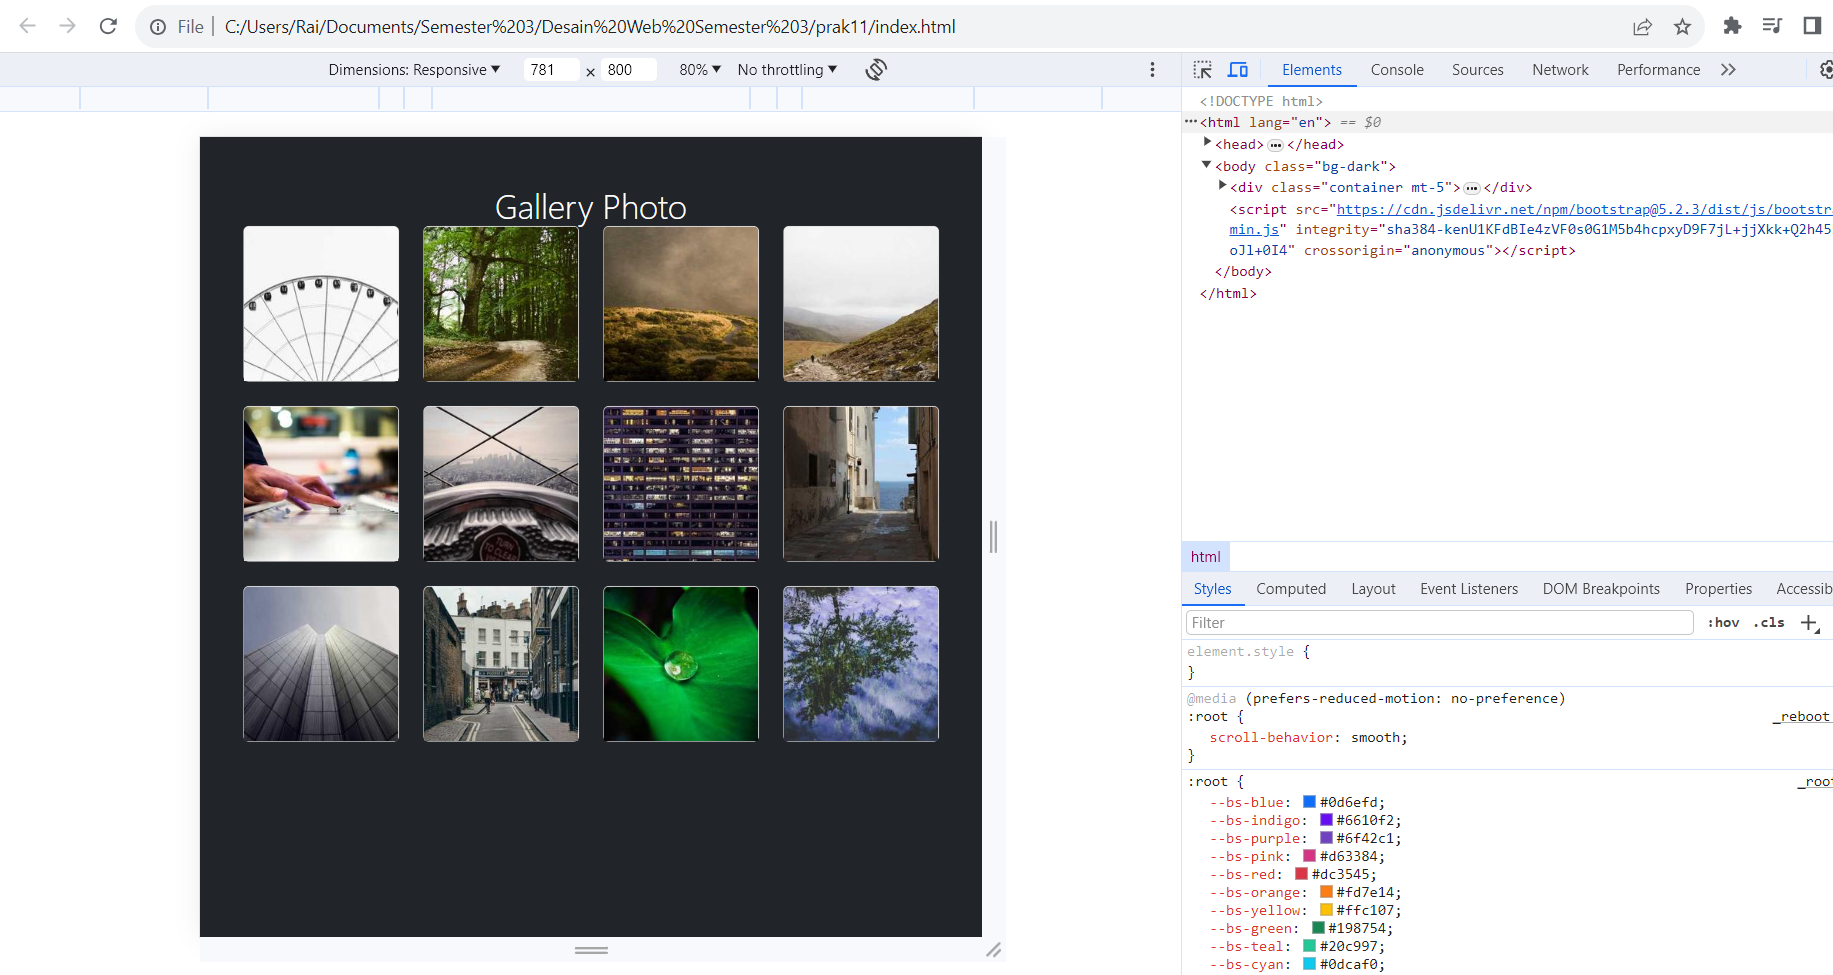 File | C:/Users/Rai/Documents/Semester%203/Desain%20Web%20Semester%203/prak11/index.html
Dimensions: Responsive ▼ 781 × 800 80% ▼ No throttling ▼
Elements Console Sources Network Performance
<!DOCTYPE html>
<html lang="en"> == $0
<head> ••• </head>
<body class="bg-dark">
<div class="container mt-5"> ••• </div>
<script src="https://cdn.jsdelivr.net/npm/bootstrap@5.2.3/dist/js/bootstr
min.js" integrity="sha384-kenU1KFdBIe4zVF0s0G1M5b4hcpxyD9F7jL+jjXkk+Q2h45
oJl+0I4" crossorigin="anonymous"></script>
</body>
</html>
Gallery Photo
html
Styles Computed Layout Event Listeners DOM Breakpoints Properties Accessib
Filter :hov .cls
element.style {
}
@media (prefers-reduced-motion: no-preference)
:root { _reboot
scroll-behavior: smooth;
}
:root { _root
--bs-blue: #0d6efd;
--bs-indigo: #6610f2;
--bs-purple: #6f42c1;
--bs-pink: #d63384;
--bs-red: #dc3545;
--bs-orange: #fd7e14;
--bs-yellow: #ffc107;
--bs-green: #198754;
--bs-teal: #20c997;
--bs-cyan: #0dcaf0;